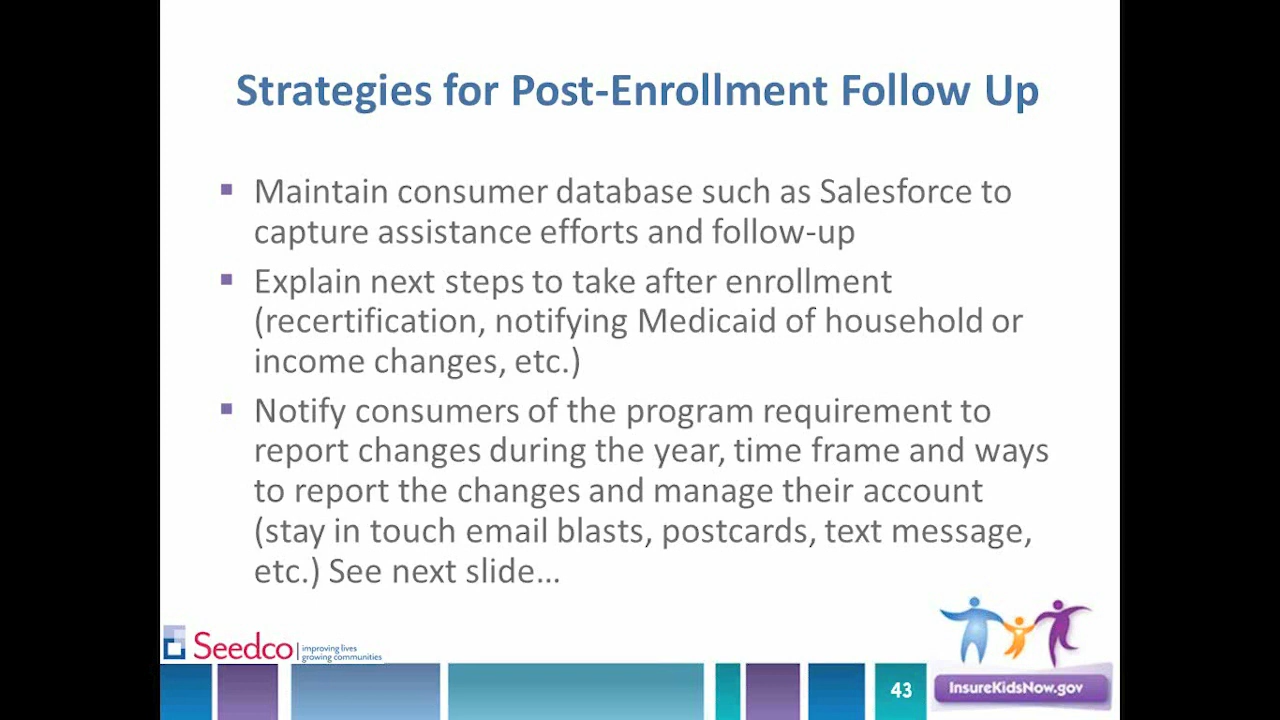 Strategies for Post-Enrollment Follow Up
▪ Maintain consumer database such as Salesforce to
capture assistance efforts and follow-up
▪ Explain next steps to take after enrollment
(recertification, notifying Medicaid of household or
income changes, etc.)
▪ Notify consumers of the program requirement to
report changes during the year, time frame and ways
to report the changes and manage their account
(stay in touch email blasts, postcards, text message,
etc.) See next slide...
Seedco
improving lives
growing communities
43
InsureKidsNow.gov